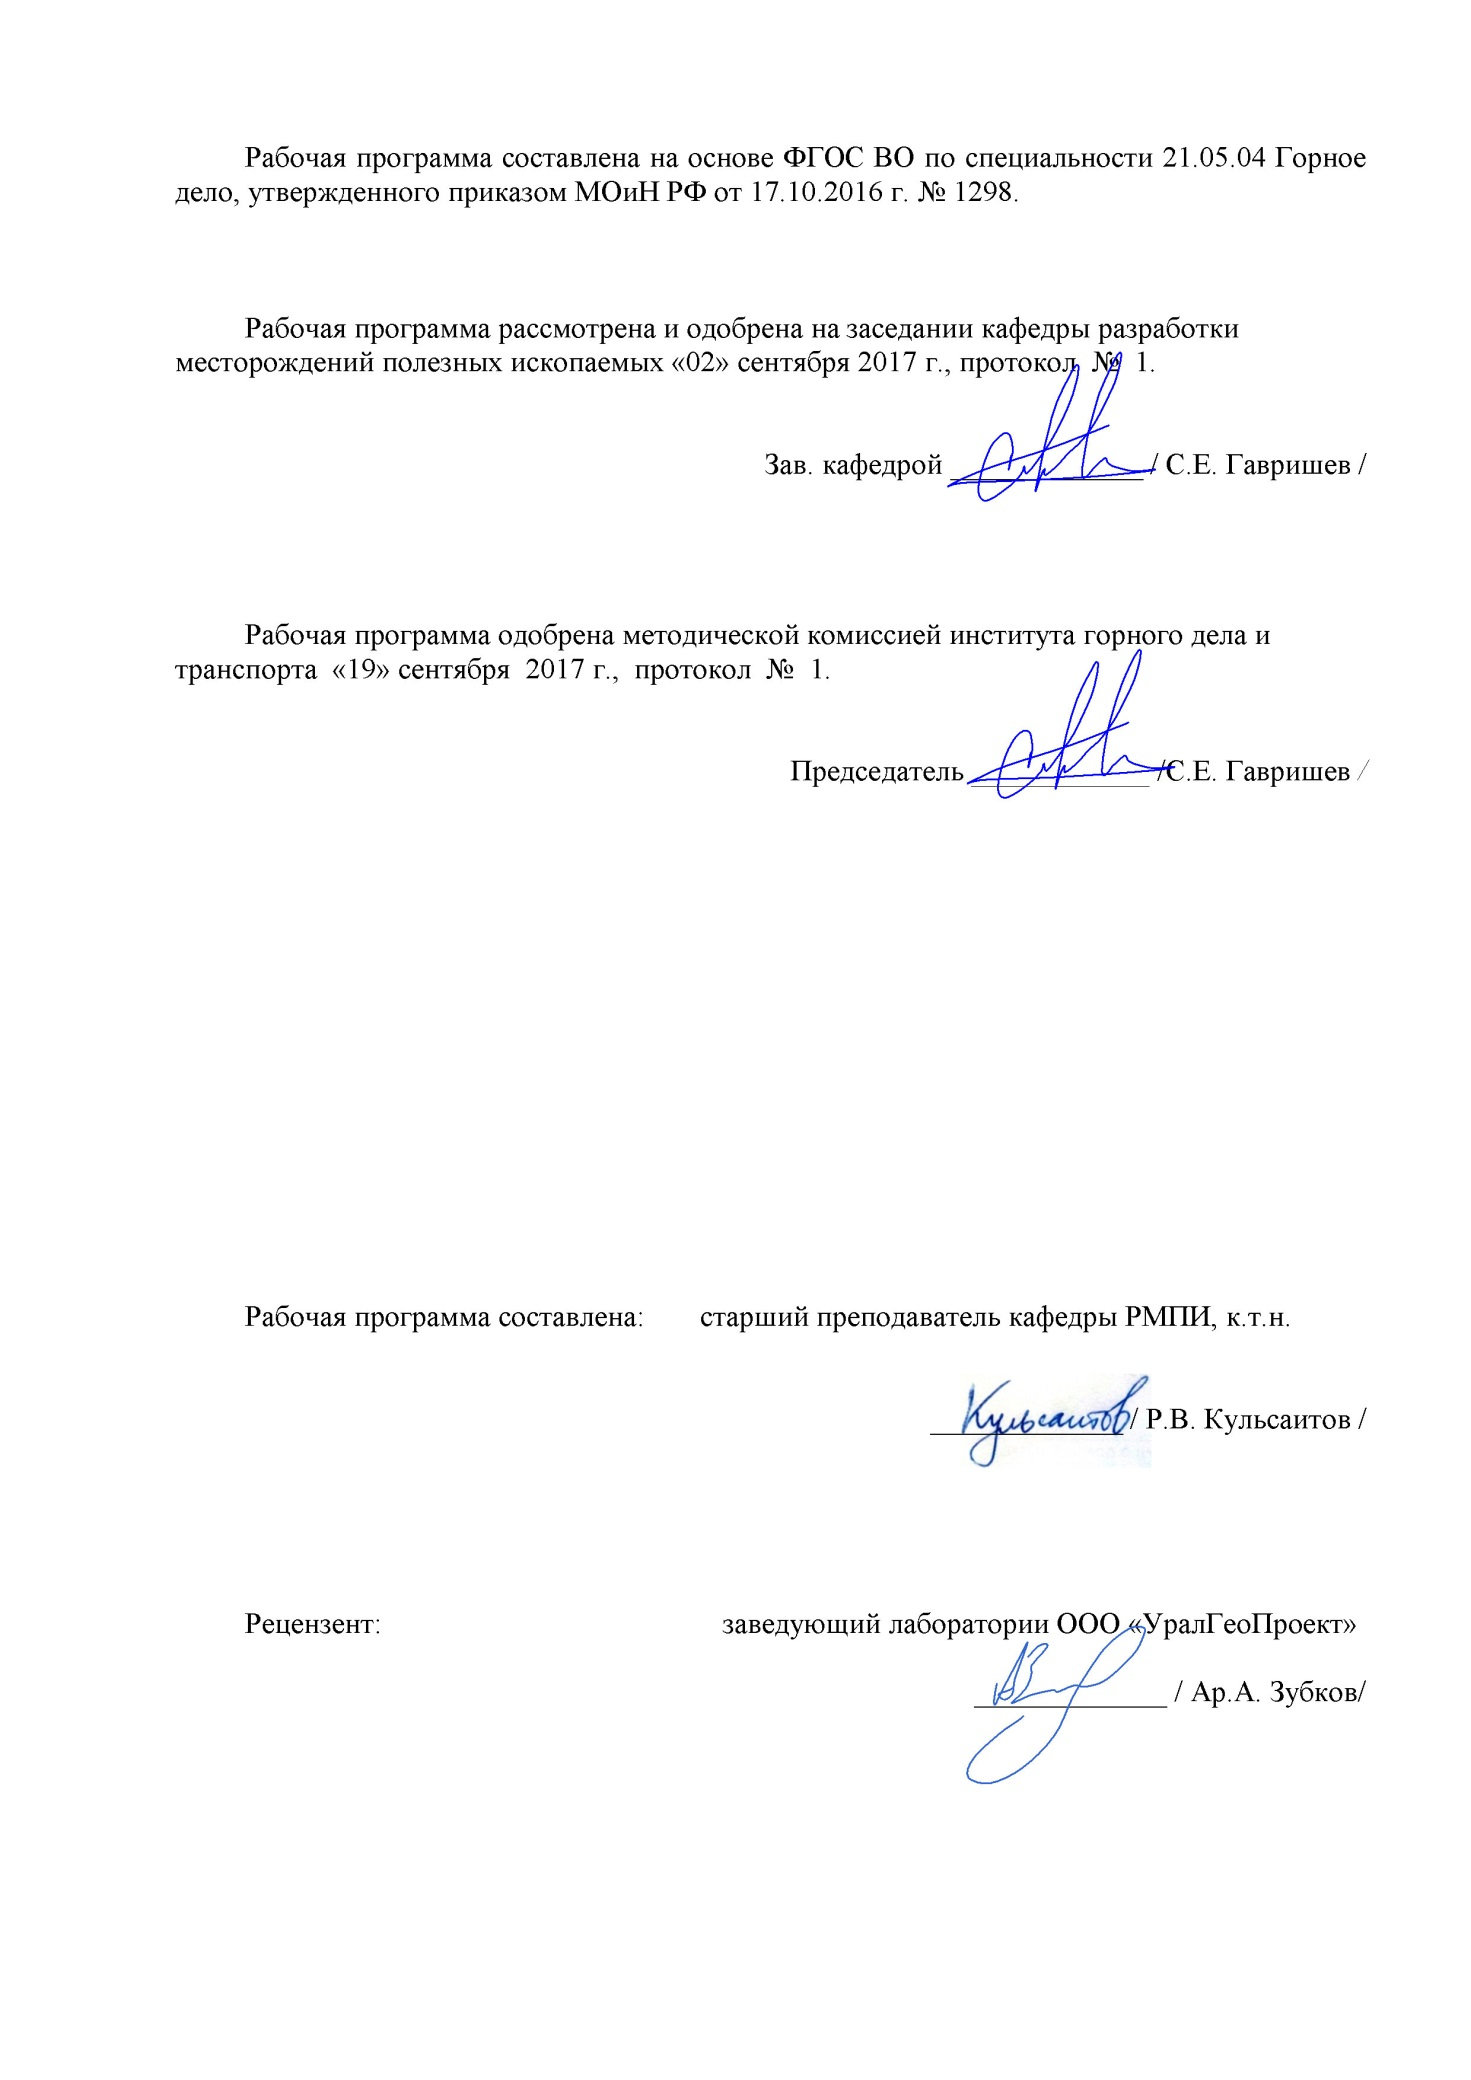 Рабочая программа составлена на основе ФГОС ВО по специальности 21.05.04 Горное
дело, утвержденного приказом МОиН РФ от 17.10.2016 г. № 1298.
Рабочая программа рассмотрена и одобрена на заседании кафедры разработки
месторождений полезных ископаемых «02» сентября 2017 г., протокол № 1.
Зав. кафедрой ______________/ С.Е. Гавришев /
Рабочая программа одобрена методической комиссией института горного дела и
транспорта «19» сентября 2017 г., протокол № 1.
Председатель _____________ /С.Е. Гавришев /
Рабочая программа составлена: старший преподаватель кафедры РМПИ, к.т.н.
Кульсаитов / Р.В. Кульсаитов /
Рецензент: заведующий лаборатории ООО «УралГеоПроект»
______________ / Ар.А. Зубков/